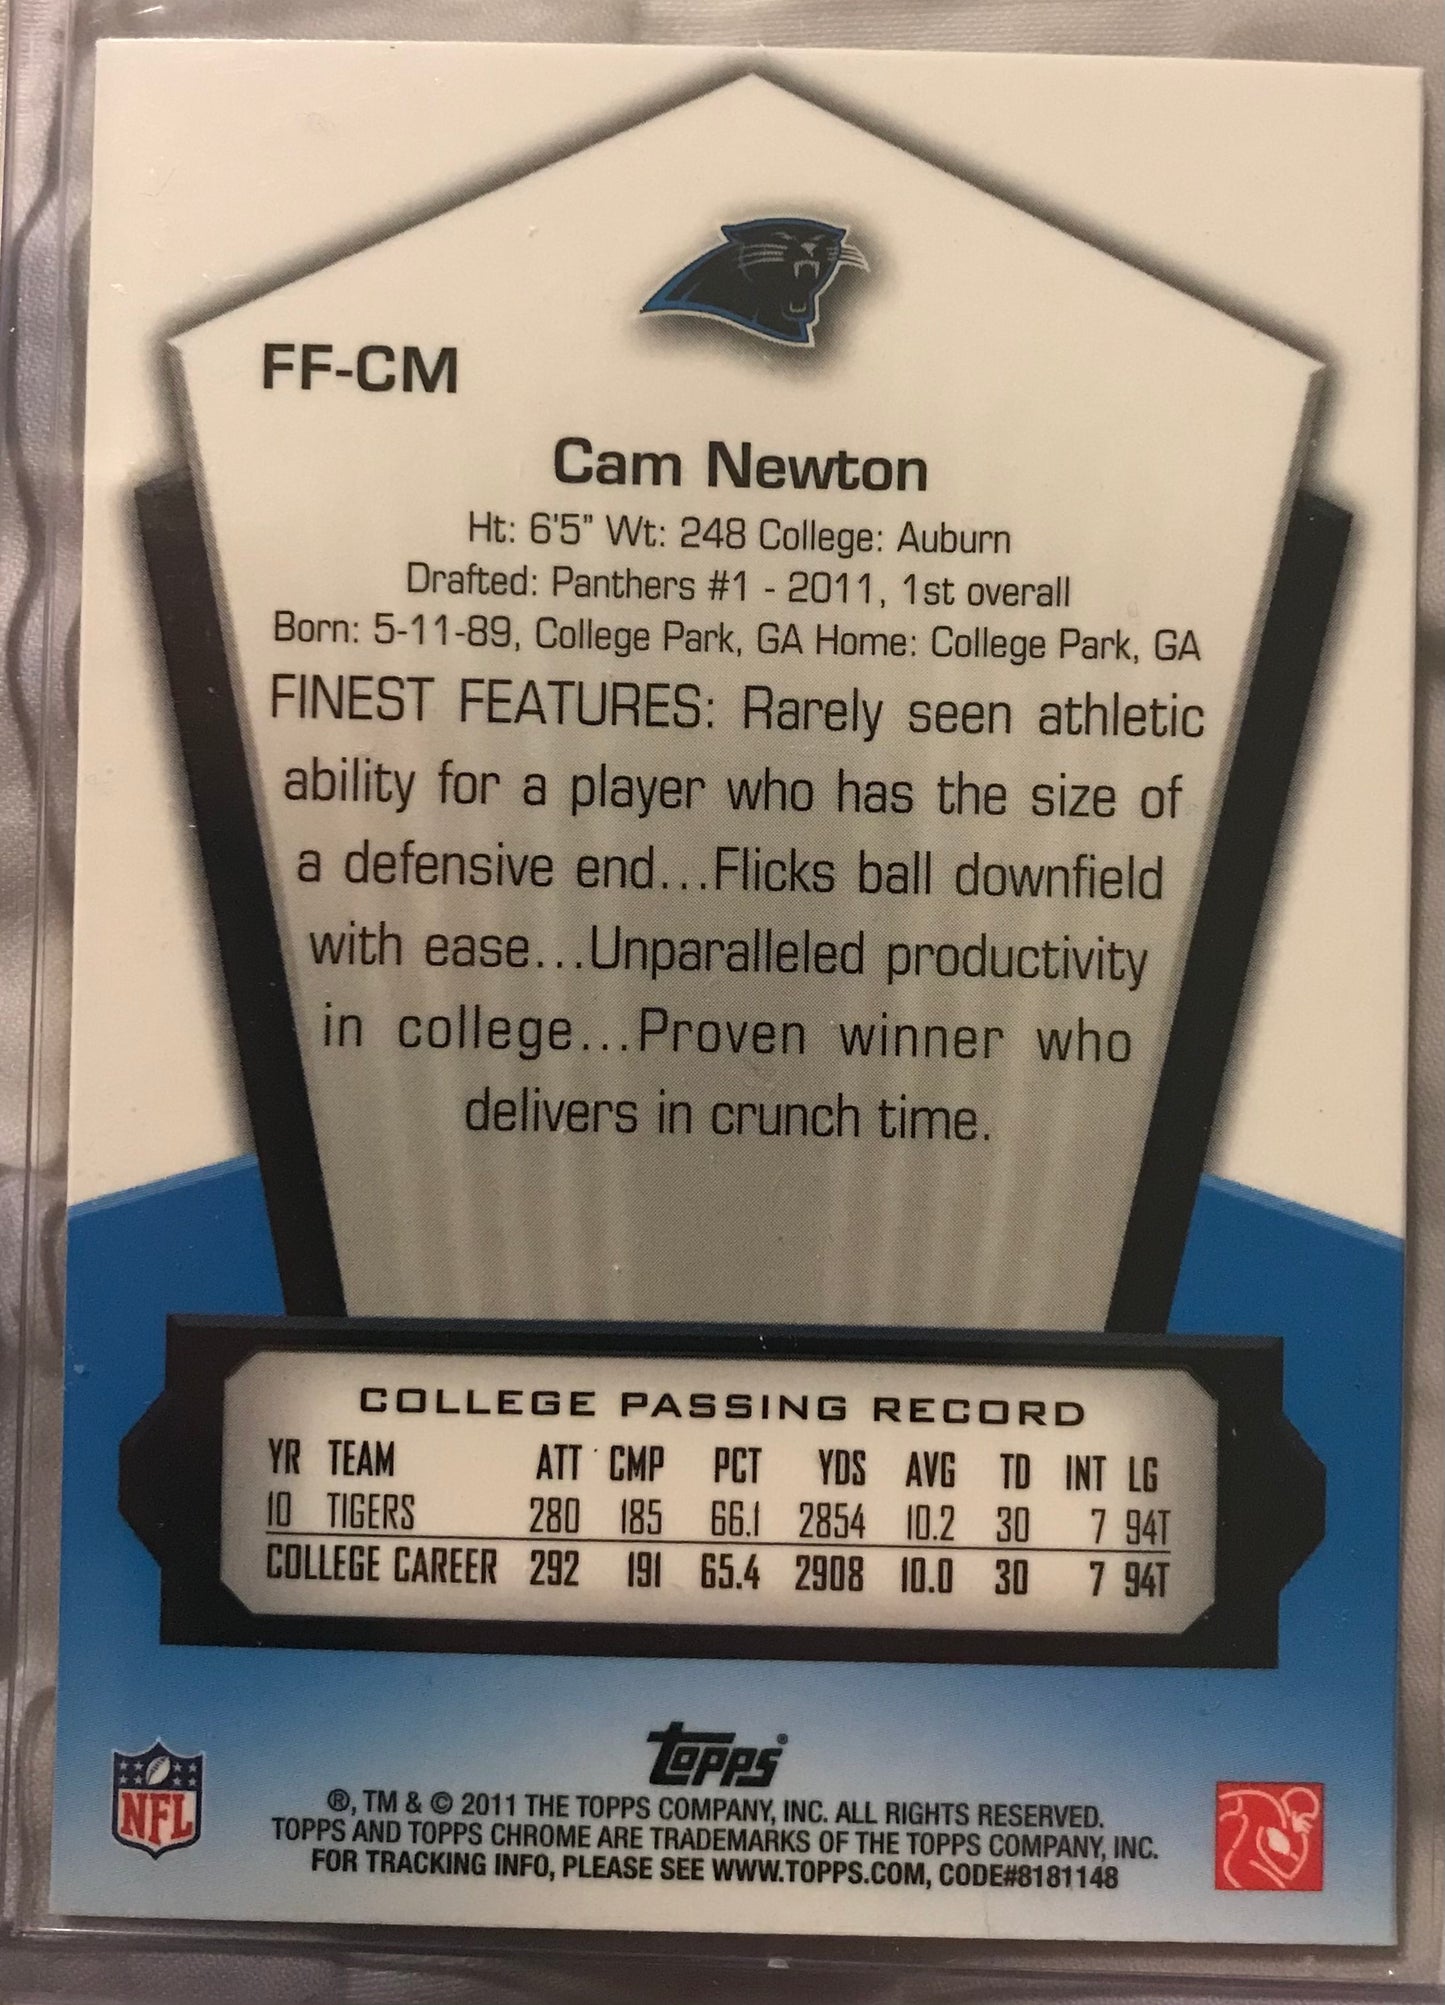 FF-CM
Cam Newton
Ht: 6'5" Wt: 248 College: Auburn
Drafted: Panthers #1 - 2011, 1st overall
Born: 5-11-89, College Park, GA Home: College Park, GA
FINEST FEATURES: Rarely seen athletic
ability for a player who has the size of
a defensive end...Flicks ball downfield
with ease...Unparalleled productivity
in college...Proven winner who
delivers in crunch time.
COLLEGE PASSING RECORD
YR TEAM ATT CMP PCT YDS AVG TD INT LG
10 TIGERS 280 185 66.1 2854 10.2 30 7 94T
COLLEGE CAREER 292 191 65.4 2908 10.0 30 7 94T
topps®
®, TM & © 2011 THE TOPPS COMPANY, INC. ALL RIGHTS RESERVED.
TOPPS AND TOPPS CHROME ARE TRADEMARKS OF THE TOPPS COMPANY, INC.
FOR TRACKING INFO, PLEASE SEE WWW.TOPPS.COM, CODE#8181148
NFL